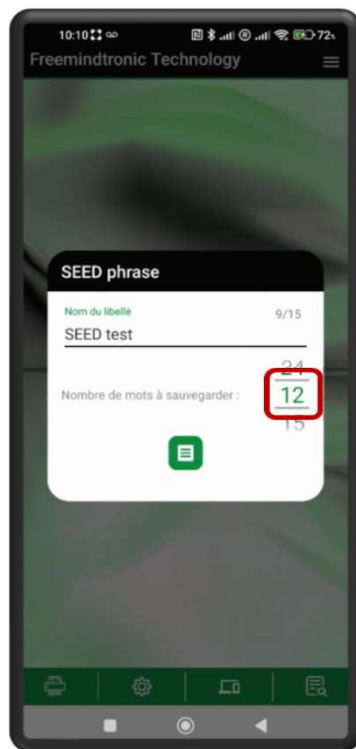 10:10 72%
Freemindtronic Technology
SEED phrase
Nom du libellé 9/15
SEED test
24
Nombre de mots à sauvegarder : 12
15